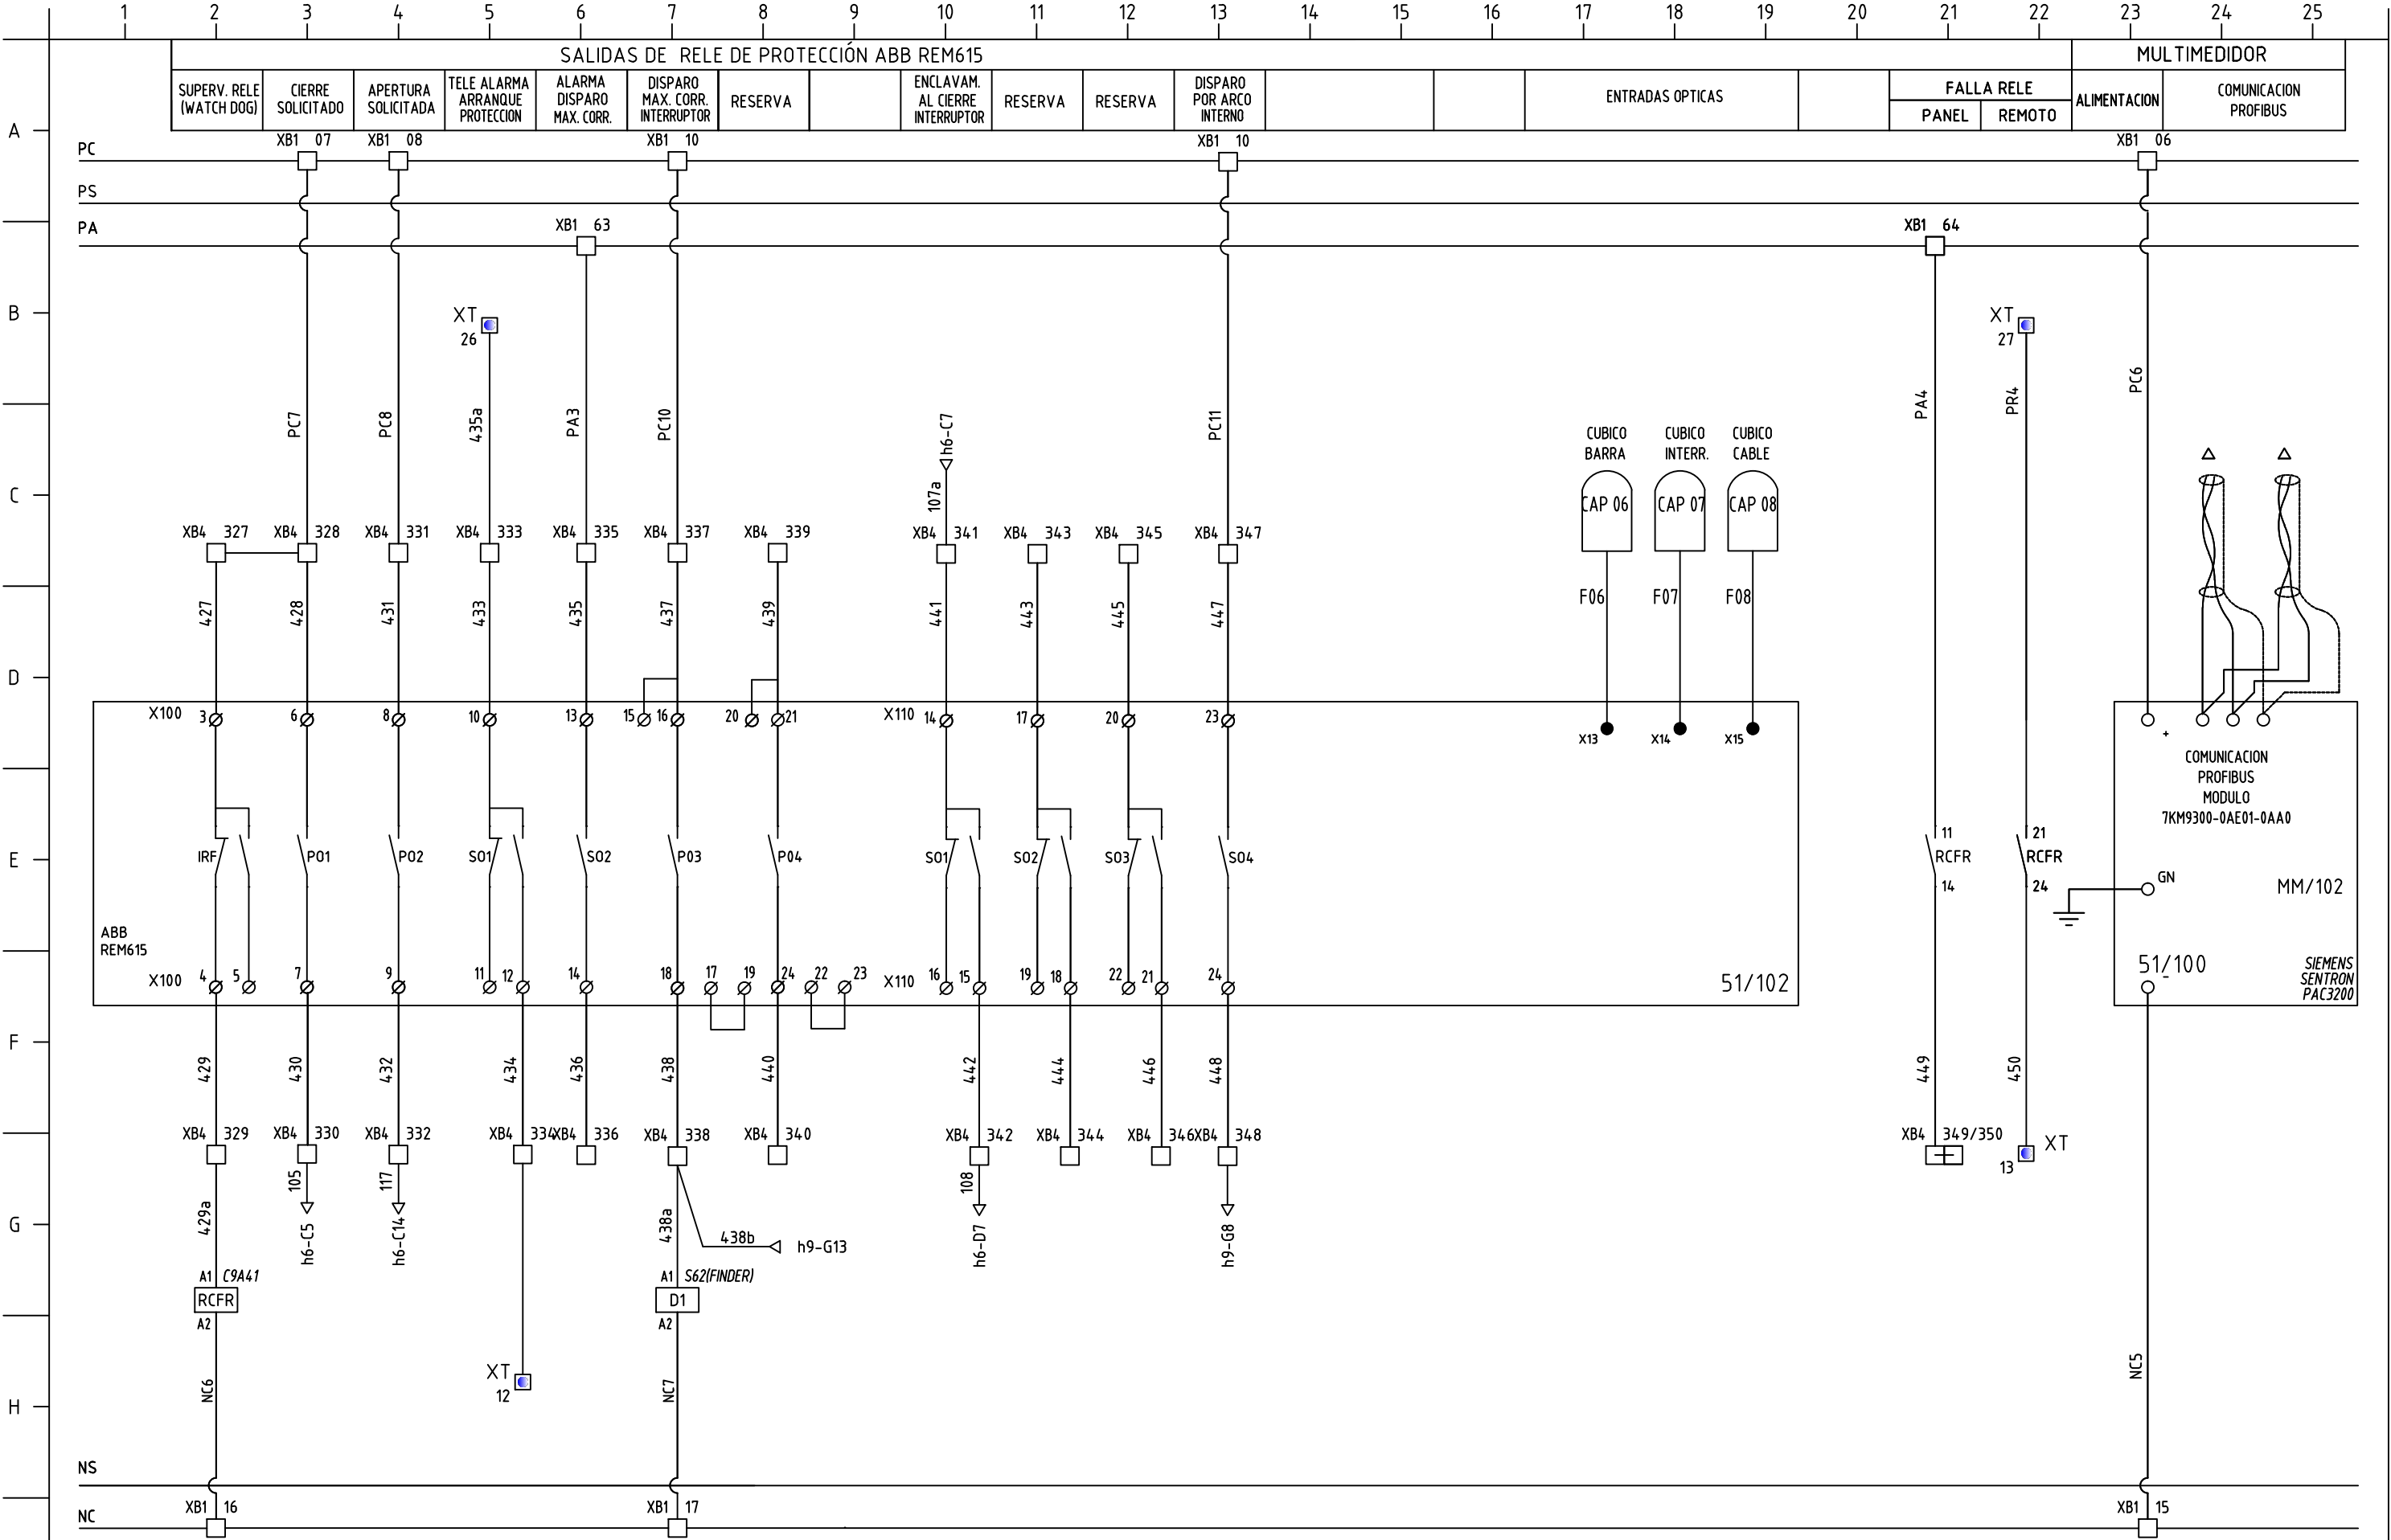 1 2 3 4 5 6 7 8 9 10 11 12 13 14 15 16 17 18 19 20 21 22 23 24 25
SALIDAS DE RELE DE PROTECCIÓN ABB REM615
MULTIMEDIDOR
SUPERV. RELE (WATCH DOG)
CIERRE SOLICITADO
APERTURA SOLICITADA
TELE ALARMA ARRANQUE PROTECCION
ALARMA DISPARO MAX. CORR.
DISPARO MAX. CORR. INTERRUPTOR
RESERVA
ENCLAVAM. AL CIERRE INTERRUPTOR
RESERVA
RESERVA
DISPARO POR ARCO INTERNO
ENTRADAS OPTICAS
FALLA RELE
PANEL REMOTO
ALIMENTACION
COMUNICACION PROFIBUS
A
PC
XB1 07 XB1 08 XB1 10 XB1 10 XB1 06
PS
PA
XB1 63 XB1 64
B
XT 26
XT 27
PC7 PC8 435a PA3 PC10 h6-C7 107a PC11 PA4 PR4 PC6
CUBICO BARRA
CUBICO INTERR.
CUBICO CABLE
C
CAP 06 CAP 07 CAP 08
XB4 327 XB4 328 XB4 331 XB4 333 XB4 335 XB4 337 XB4 339 XB4 341 XB4 343 XB4 345 XB4 347
427 428 431 433 435 437 439 441 443 445 447
F06 F07 F08
D
X100 3 6 8 10 13 15 16 20 21 X110 14 17 20 23
X13 X14 X15
+
COMUNICACION
PROFIBUS
MODULO
7KM9300-0AE01-0AA0
E
IRF PO1 PO2 SO1 SO2 PO3 PO4 SO1 SO2 SO3 SO4
11 RCFR 14
21 RCFR 24
GN
MM/102
ABB
REM615
X100 4 5 7 9 11 12 14 18 17 19 24 22 23 X110 16 15 19 18 22 21 24
51/102
51/100
-
SIEMENS
SENTRON
PAC3200
F
429 430 432 434 436 438 440 442 444 446 448 449 450
XB4 329 XB4 330 XB4 332 XB4 334 XB4 336 XB4 338 XB4 340 XB4 342 XB4 344 XB4 346 XB4 348 XB4 349/350
13 XT
G
429a 105 117 438a 108
h6-C5 h6-C14 438b h9-G13 h6-D7 h9-G8
A1 C9A41
RCFR
A2
A1 S62(FINDER)
D1
A2
H
NC6 NC7 NC5
XT
12
NS
NC
XB1 16 XB1 17 XB1 15